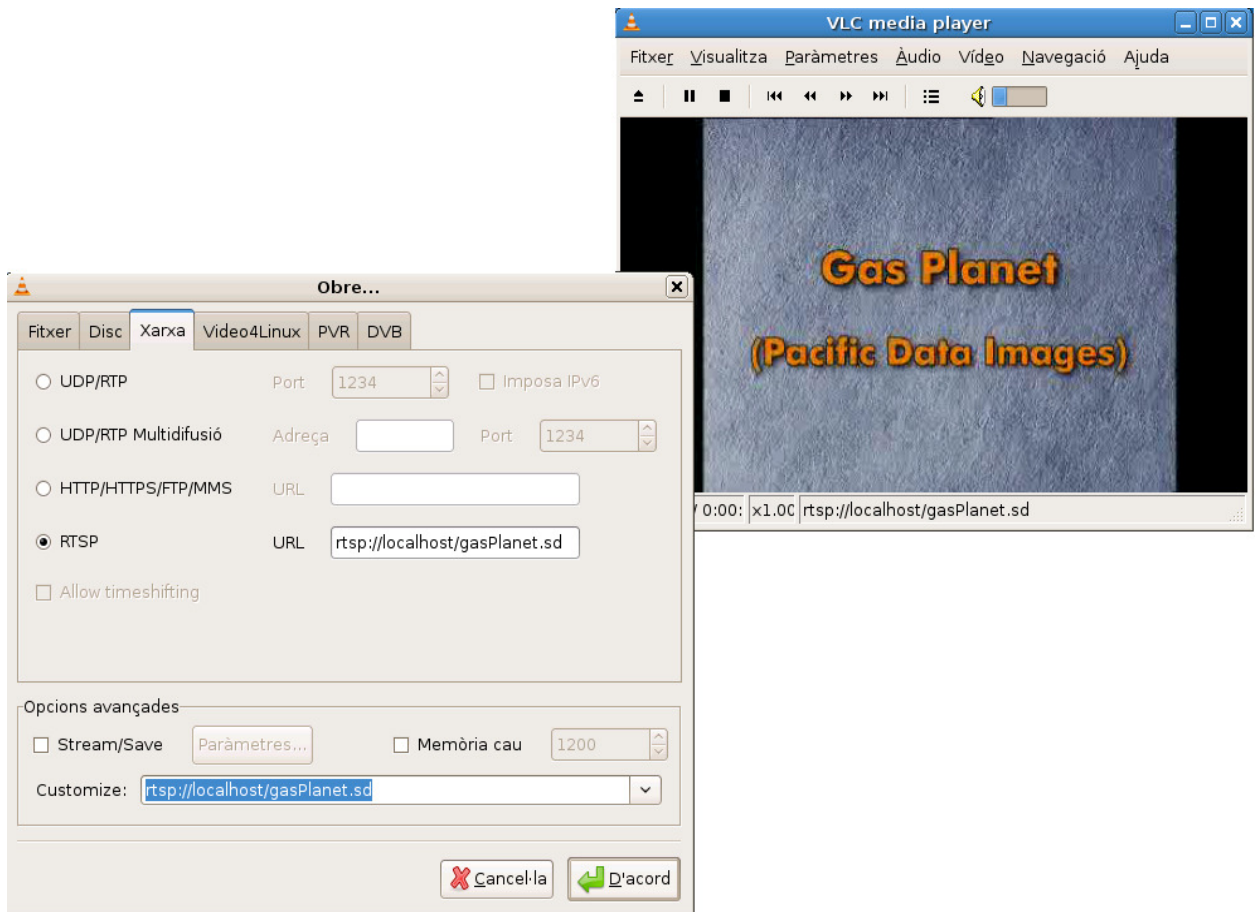 VLC media player
Fitxer Visualitza Paràmetres Àudio Vídeo Navegació Ajuda
Gas Planet
(Pacific Data Images)
/ 0:00: x1.00 rtsp://localhost/gasPlanet.sd
Obre...
Fitxer Disc Xarxa Video4Linux PVR DVB
UDP/RTP Port 1234 Imposa IPv6
UDP/RTP Multidifusió Adreça Port 1234
HTTP/HTTPS/FTP/MMS URL
RTSP URL rtsp://localhost/gasPlanet.sd
Allow timeshifting
Opcions avançades
Stream/Save Paràmetres... Memòria cau 1200
Customize: rtsp://localhost/gasPlanet.sd
Cancel·la D'acord